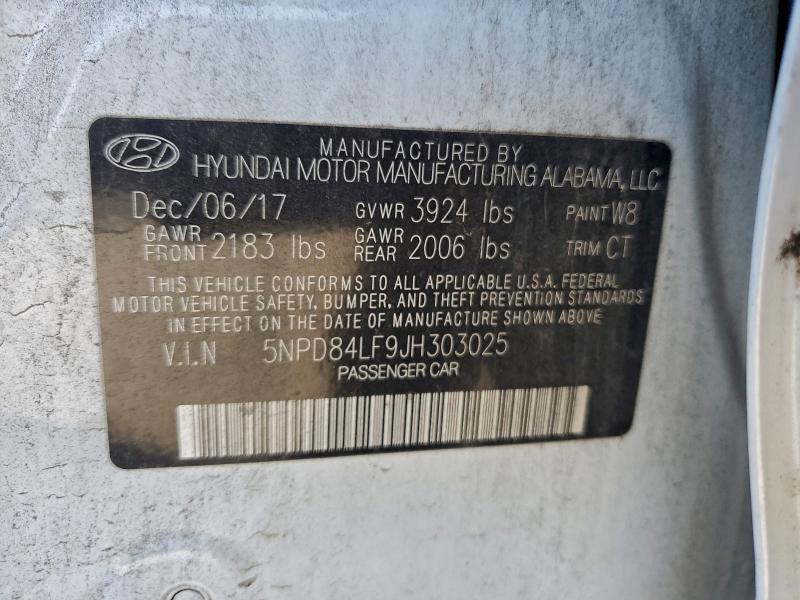 MANUFACTURED BY
HYUNDAI MOTOR MANUFACTURING ALABAMA, LLC
Dec/06/17 GVWR 3924 lbs PAINT W8
GAWR FRONT 2183 lbs GAWR REAR 2006 lbs TRIM CT
THIS VEHICLE CONFORMS TO ALL APPLICABLE U.S.A. FEDERAL
MOTOR VEHICLE SAFETY, BUMPER, AND THEFT PREVENTION STANDARDS
IN EFFECT ON THE DATE OF MANUFACTURE SHOWN ABOVE
V.I.N 5NPD84LF9JH303025
PASSENGER CAR